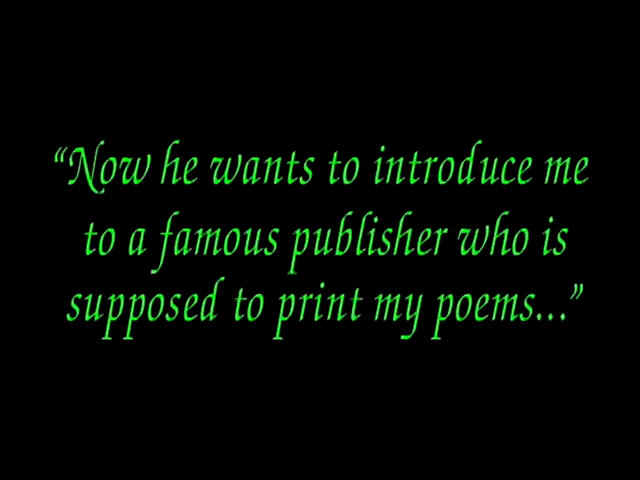 “Now he wants to introduce me
to a famous publisher who is
supposed to print my poems...”